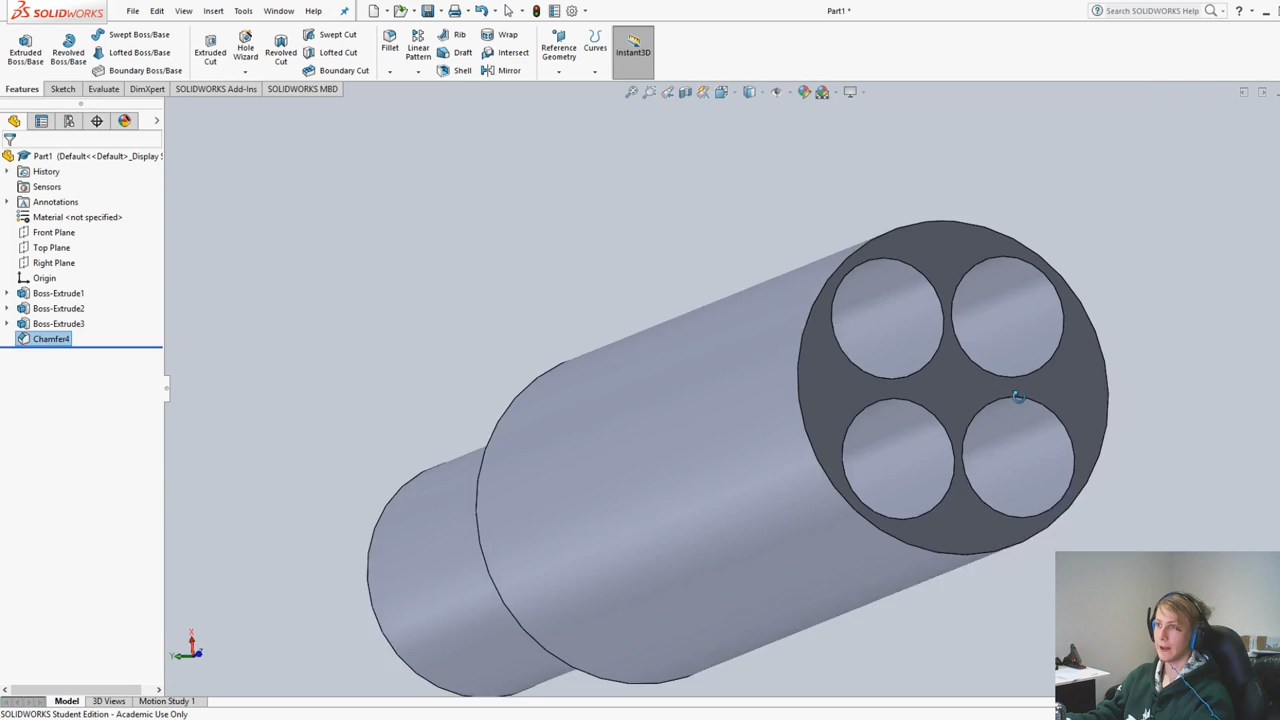 SOLIDWORKS
File Edit View Insert Tools Window Help
Part1 *
Search SOLIDWORKS Help
Extruded Boss/Base
Revolved Boss/Base
Swept Boss/Base
Lofted Boss/Base
Boundary Boss/Base
Extruded Cut
Hole Wizard
Revolved Cut
Swept Cut
Lofted Cut
Boundary Cut
Fillet
Linear Pattern
Rib
Draft
Shell
Wrap
Intersect
Mirror
Reference Geometry
Curves
Instant3D
Features Sketch Evaluate DimXpert SOLIDWORKS Add-Ins SOLIDWORKS MBD
Part1 (Default<<Default>_Display S
History
Sensors
Annotations
Material <not specified>
Front Plane
Top Plane
Right Plane
Origin
Boss-Extrude1
Boss-Extrude2
Boss-Extrude3
Chamfer4
X
Y
Model 3D Views Motion Study 1
SOLIDWORKS Student Edition - Academic Use Only